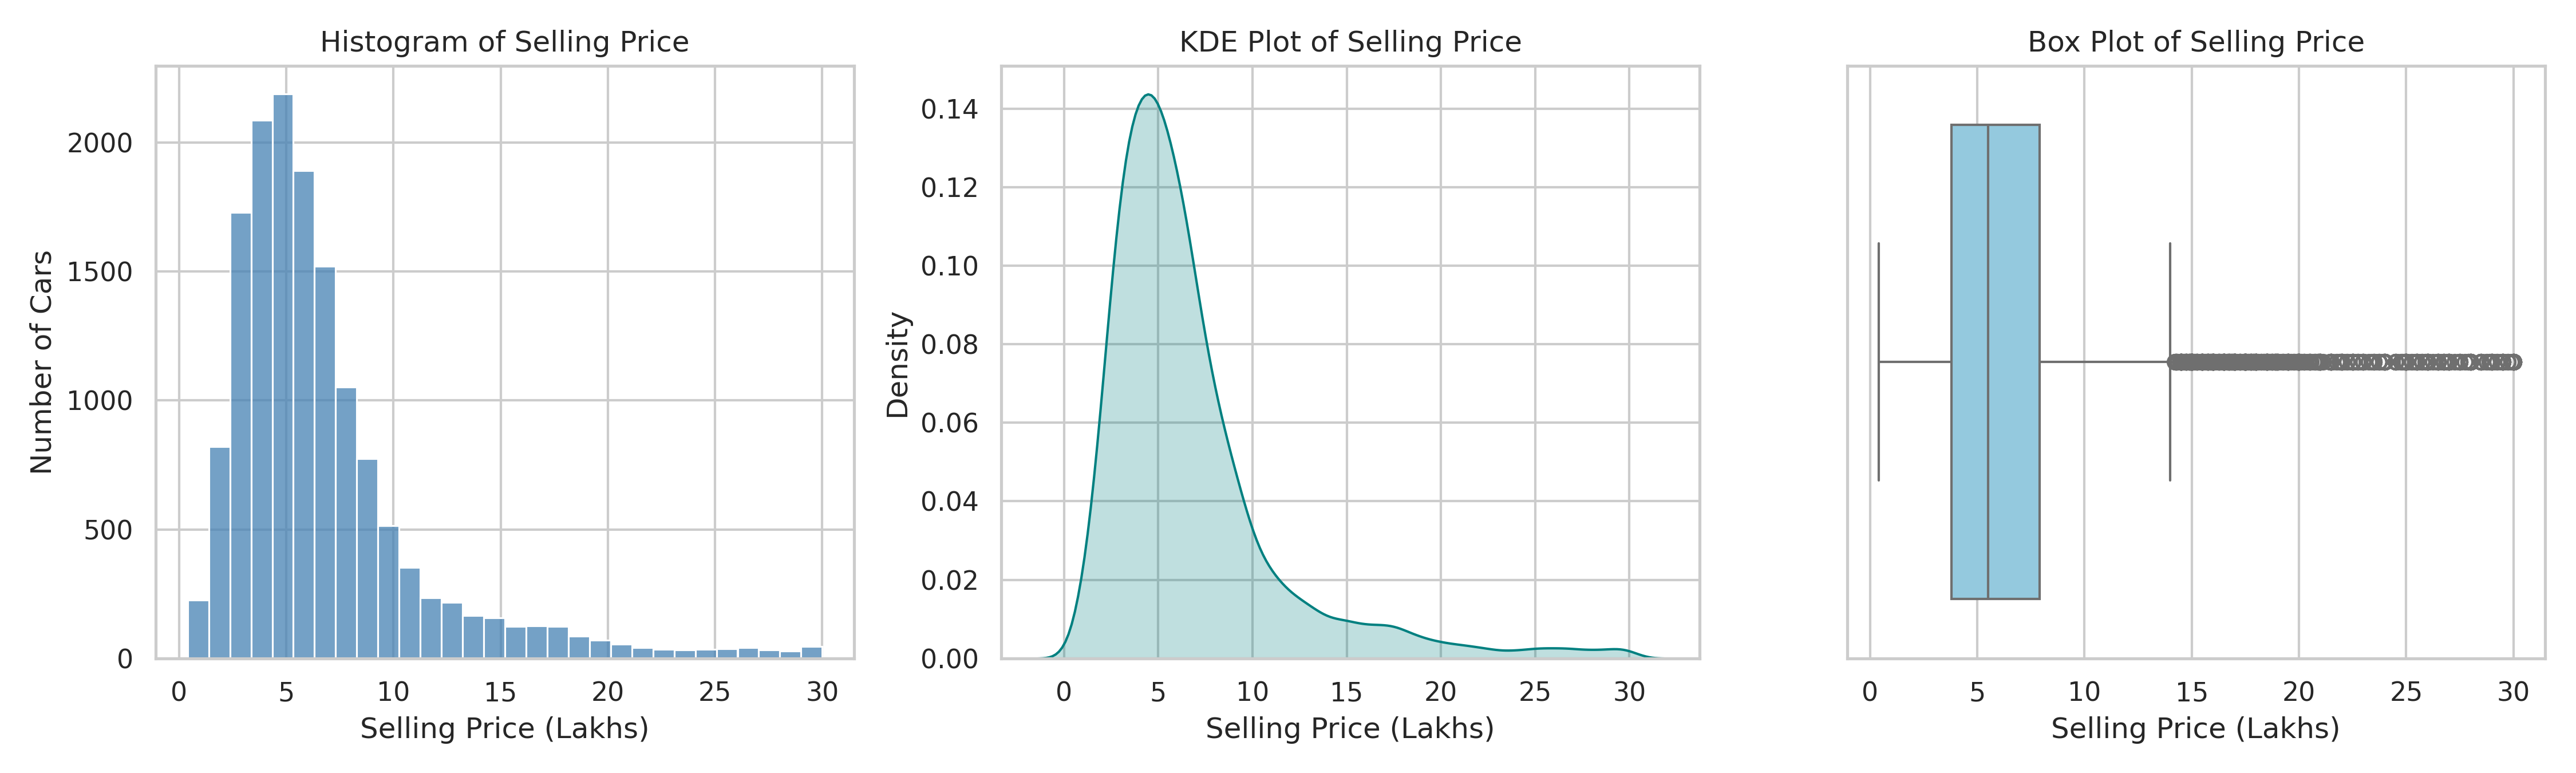 Histogram of Selling Price
Number of Cars
2000
1500
1000
500
0
0 5 10 15 20 25 30
Selling Price (Lakhs)
KDE Plot of Selling Price
Density
0.14
0.12
0.10
0.08
0.06
0.04
0.02
0.00
0 5 10 15 20 25 30
Selling Price (Lakhs)
Box Plot of Selling Price
0 5 10 15 20 25 30
Selling Price (Lakhs)